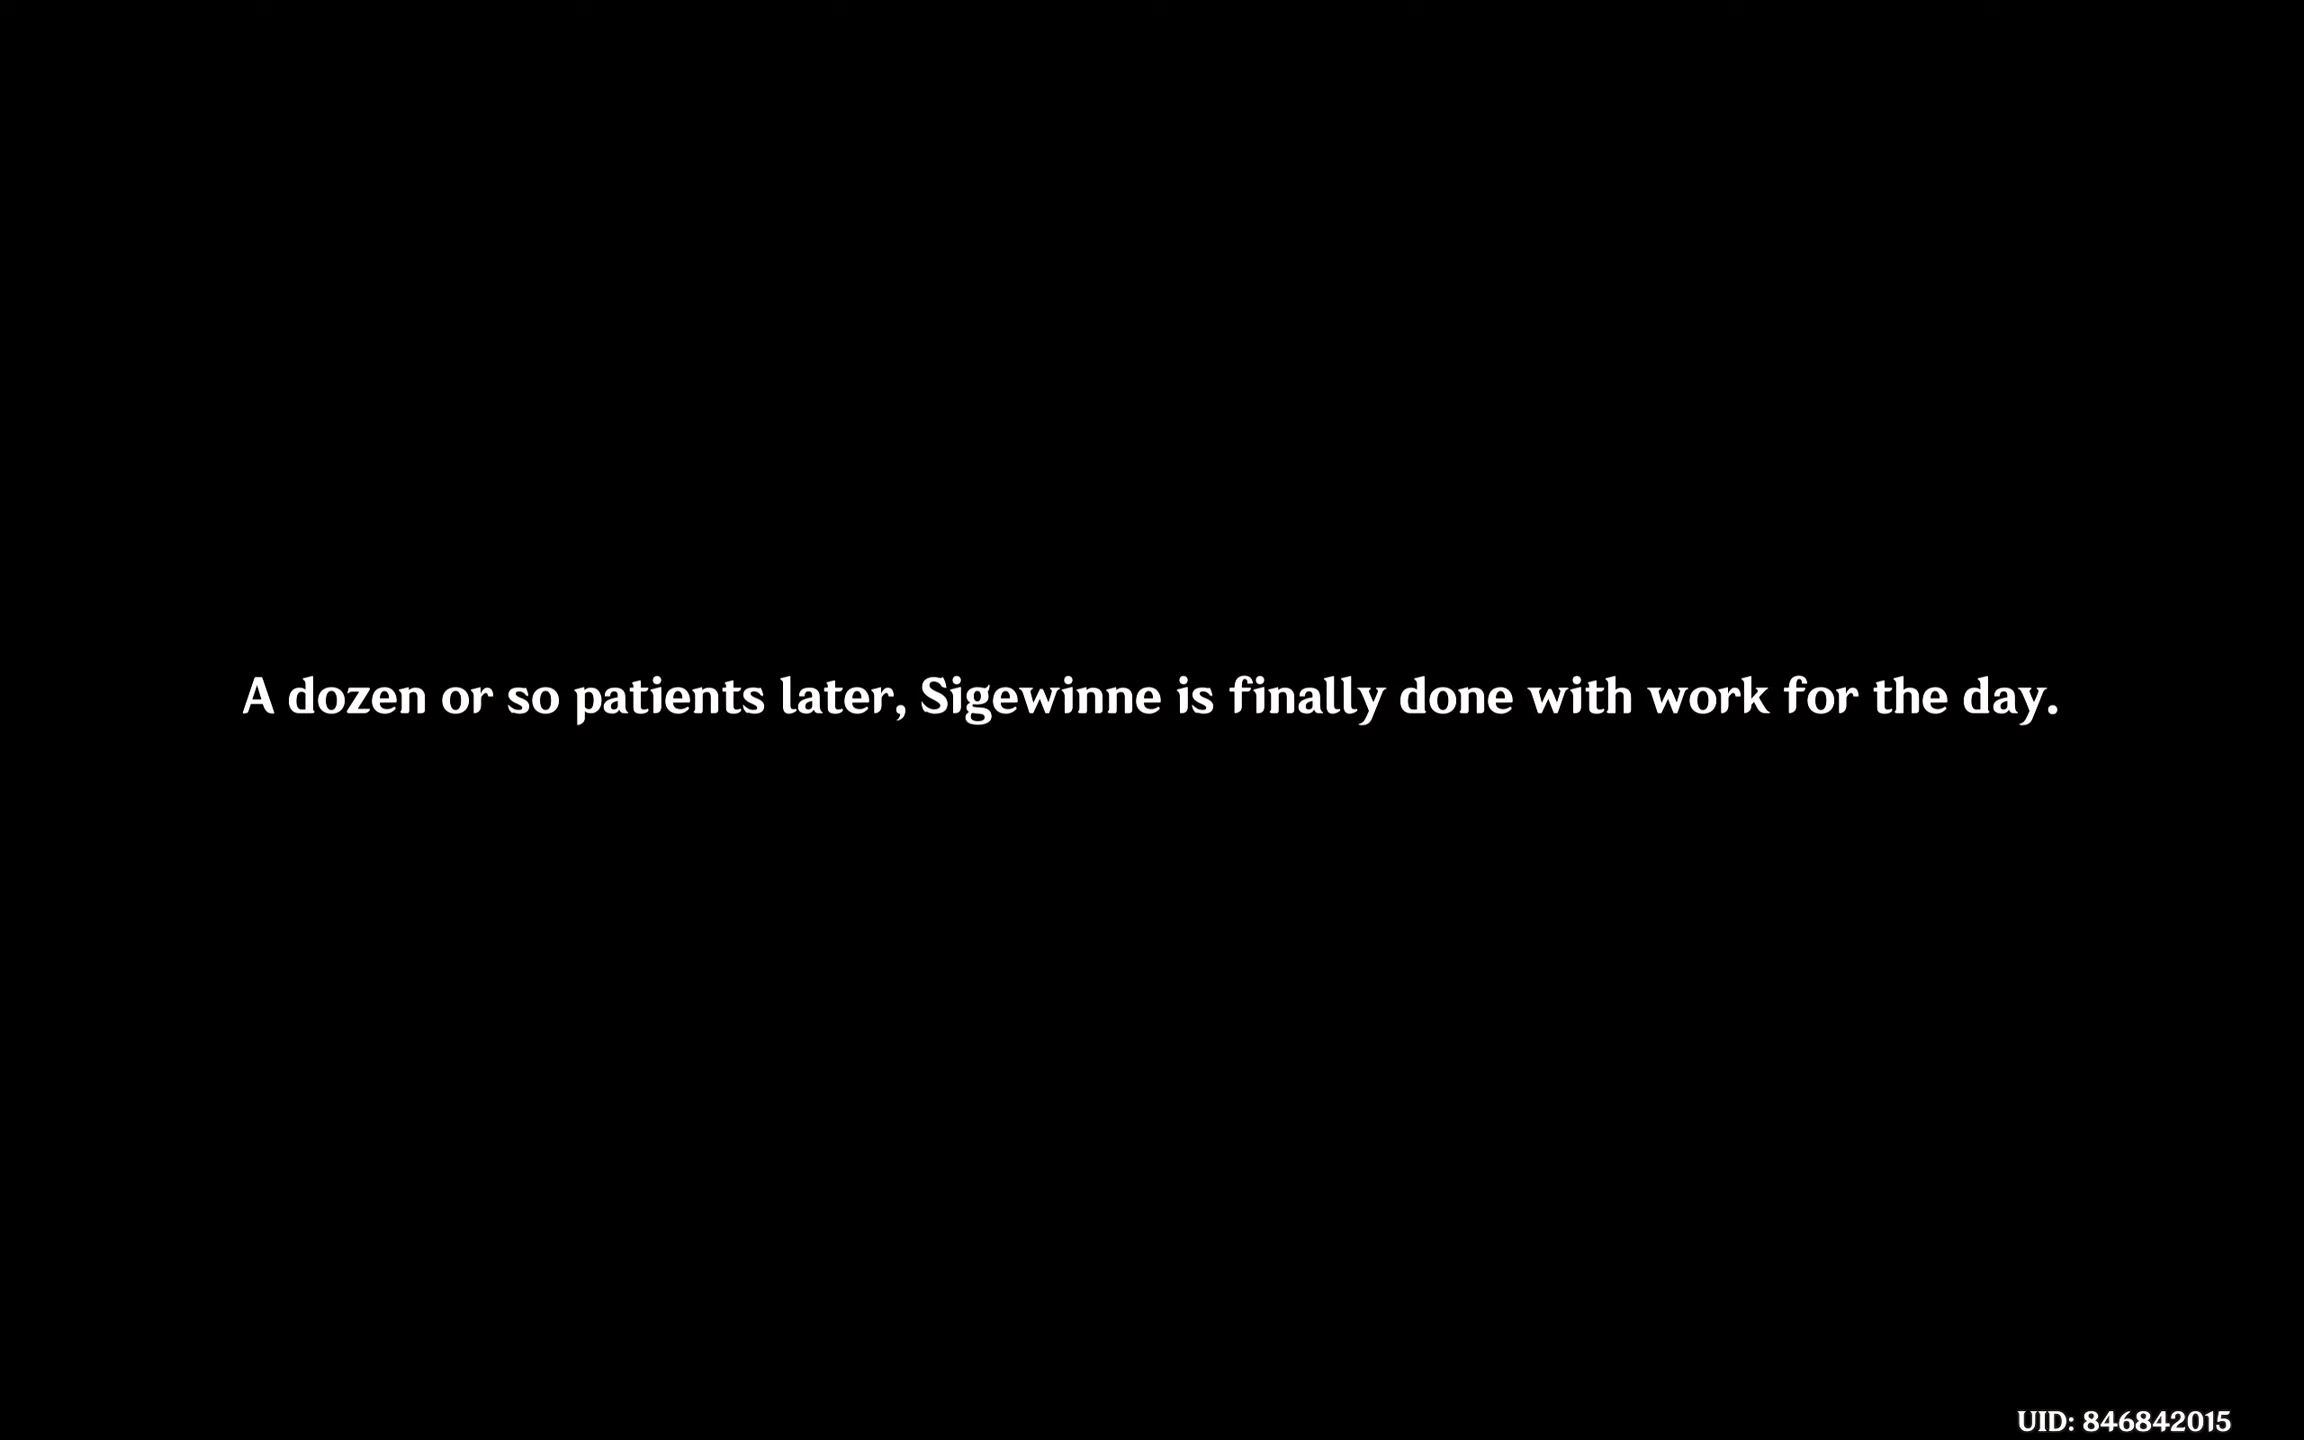 A dozen or so patients later, Sigewinne is finally done with work for the day.
UID: 846842015